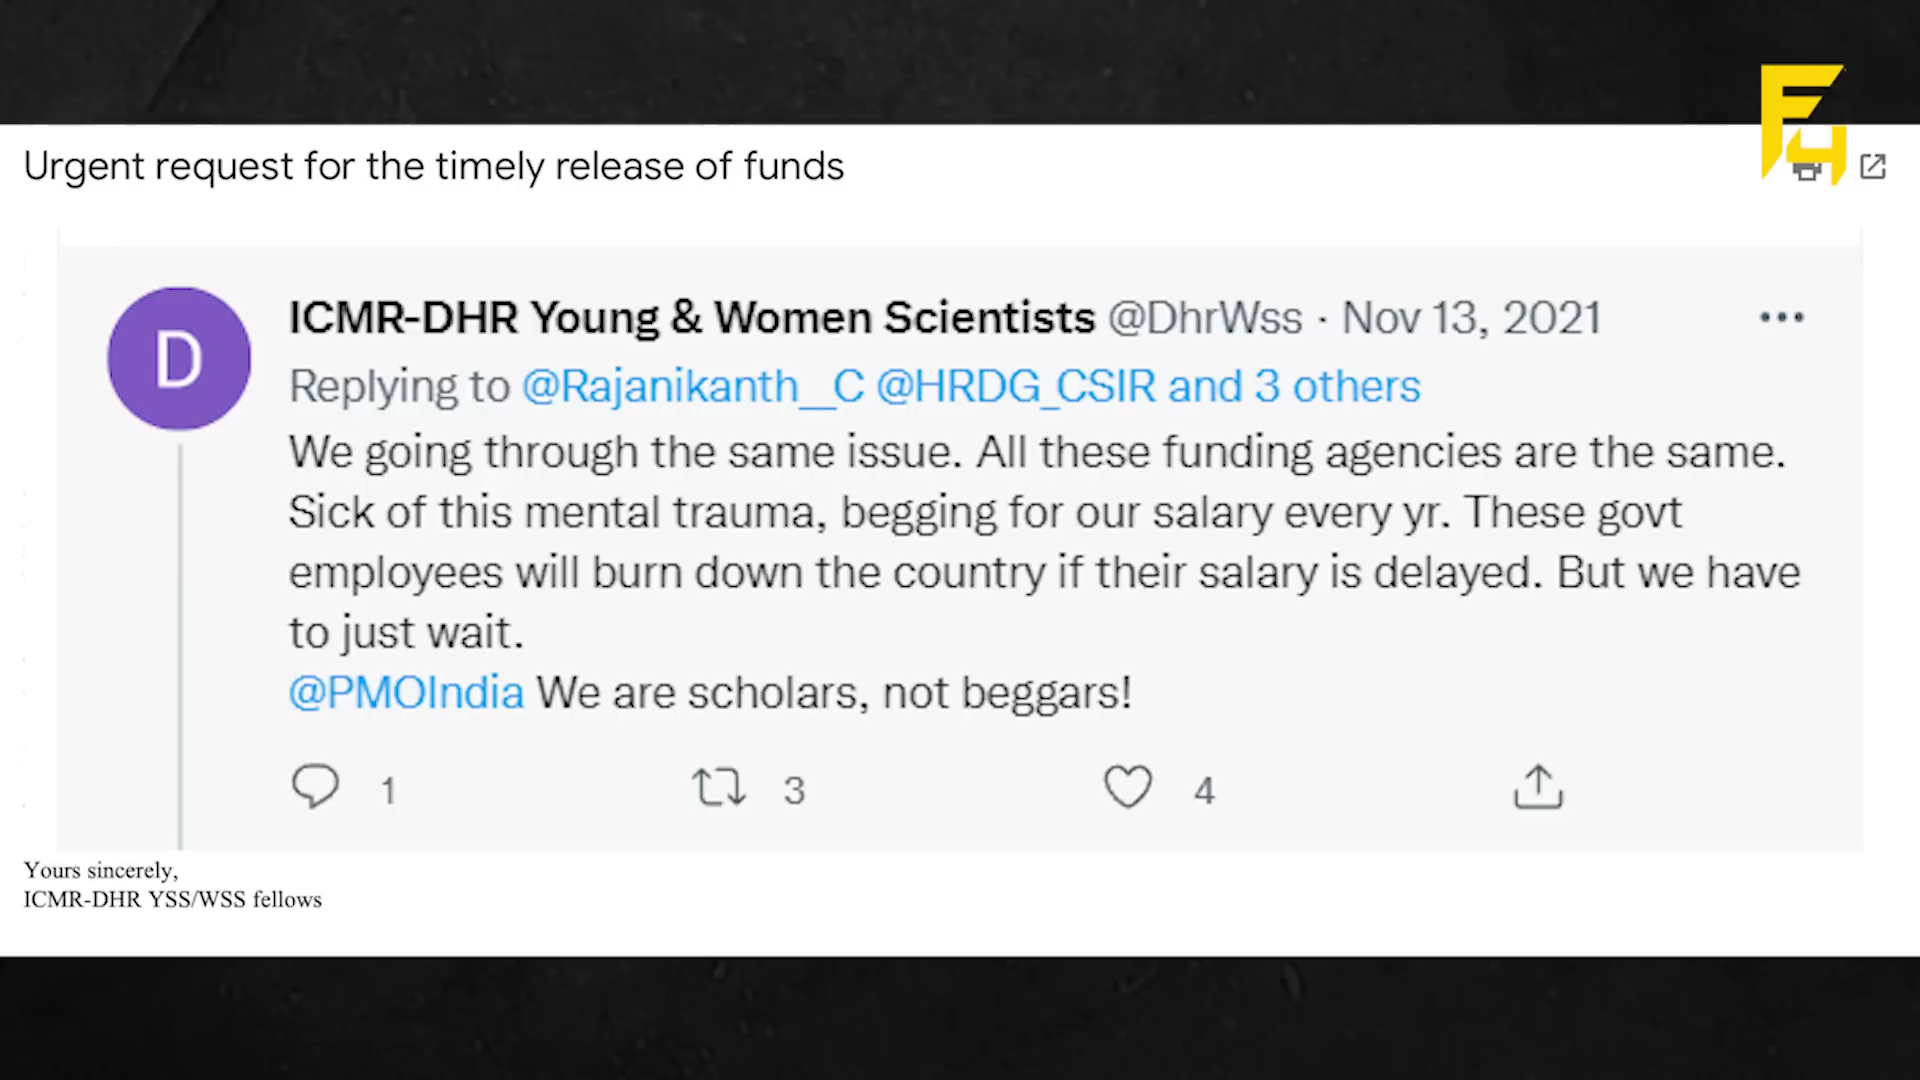 F4
Urgent request for the timely release of funds
D
ICMR-DHR Young & Women Scientists @DhrWss · Nov 13, 2021
Replying to @Rajanikanth__C @HRDG_CSIR and 3 others
We going through the same issue. All these funding agencies are the same.
Sick of this mental trauma, begging for our salary every yr. These govt
employees will burn down the country if their salary is delayed. But we have
to just wait.
@PMOIndia We are scholars, not beggars!
1 3 4
Yours sincerely,
ICMR-DHR YSS/WSS fellows